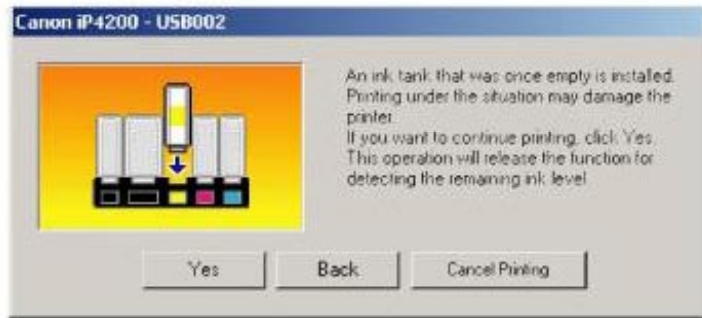 Canon iP4200 - USB002
An ink tank that was once empty is installed.
Printing under the situation may damage the
printer.
If you want to continue printing, click Yes.
This operation will release the function for
detecting the remaining ink level.
Yes
Back
Cancel Printing